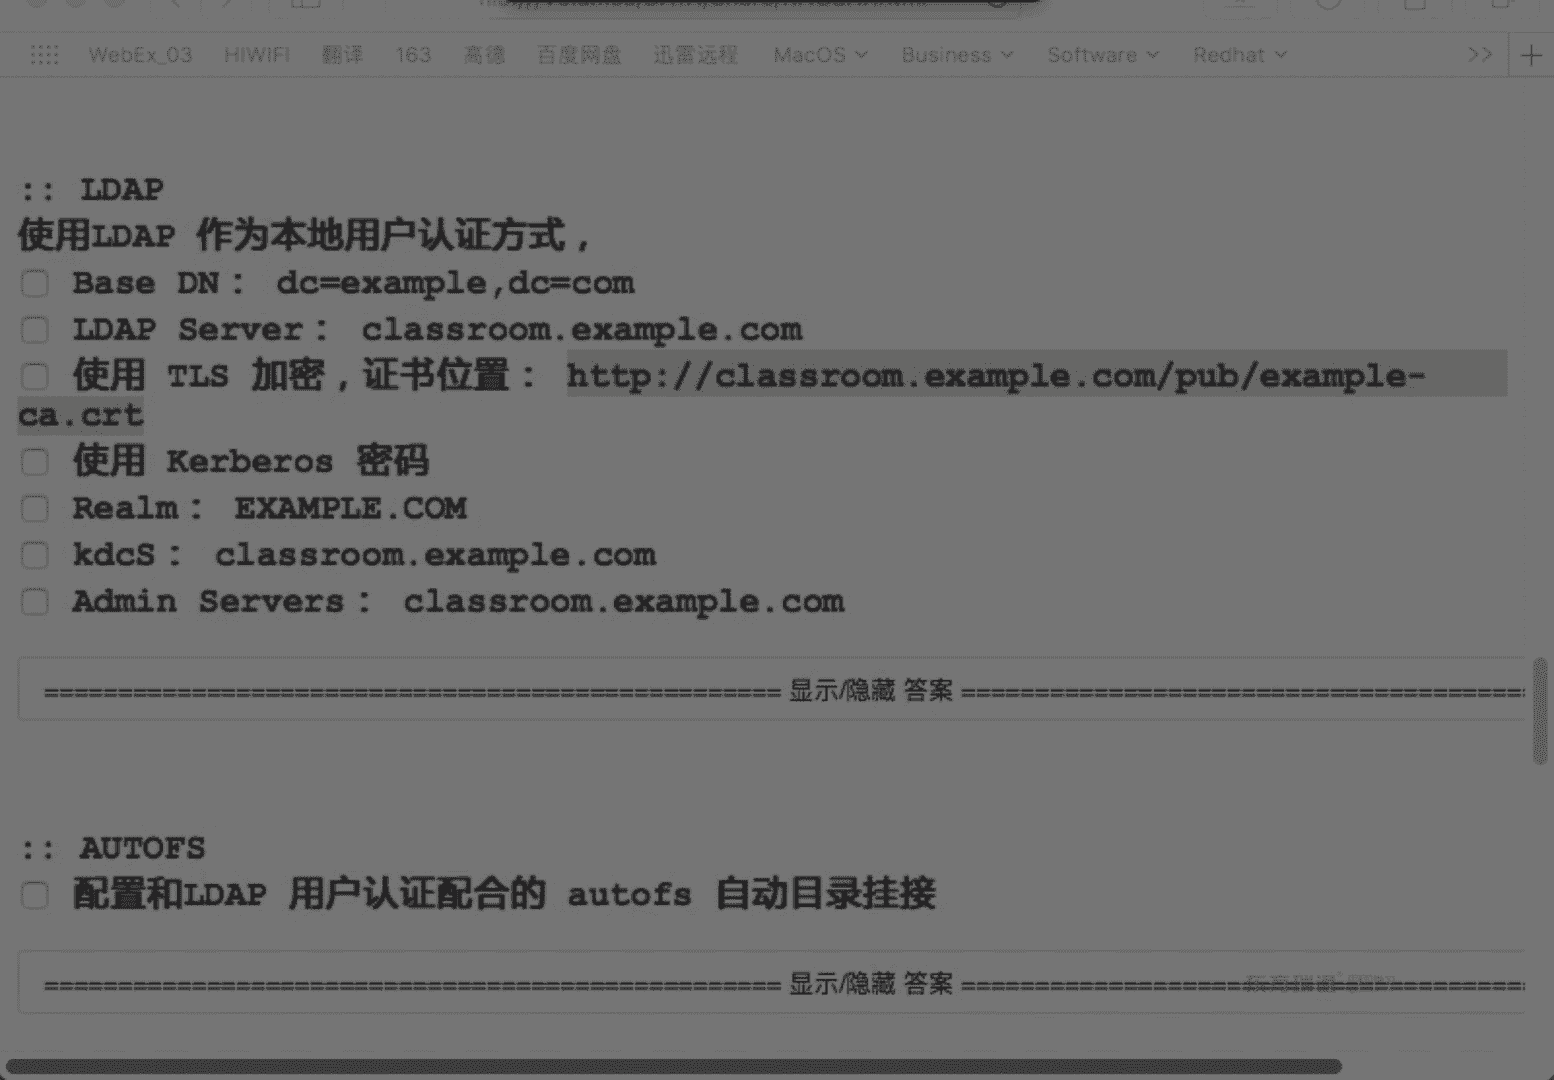 WebEx_03 HIWIFI 翻译 163 高德 百度网盘 迅雷远程 MacOS Business Software Redhat >> +
:: LDAP
使用LDAP 作为本地用户认证方式，
Base DN： dc=example,dc=com
LDAP Server： classroom.example.com
使用 TLS 加密，证书位置： http://classroom.example.com/pub/example-
ca.crt
使用 Kerberos 密码
Realm： EXAMPLE.COM
kdcS： classroom.example.com
Admin Servers： classroom.example.com
============================================ 显示/隐藏 答案 ==================================
:: AUTOFS
配置和LDAP 用户认证配合的 autofs 自动目录挂接
============================================ 显示/隐藏 答案 ==================================